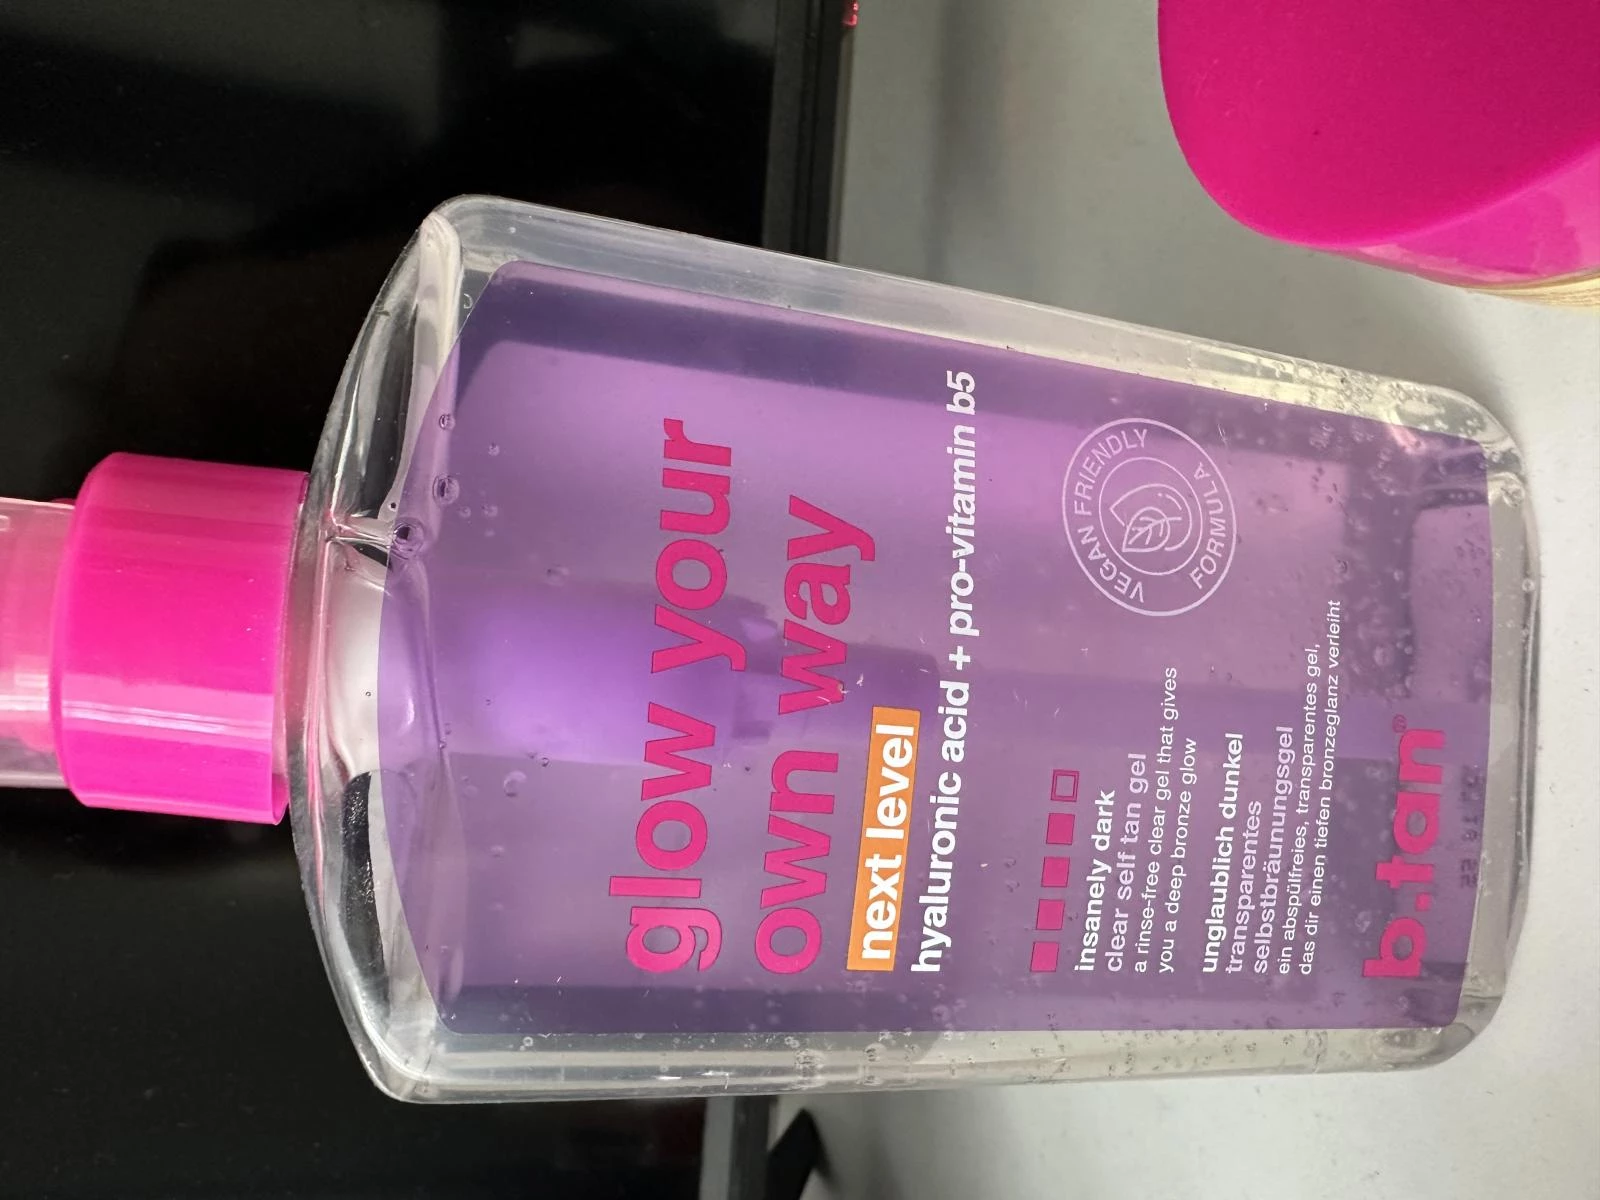 glow your
own way
next level
hyaluronic acid + pro-vitamin b5
insanely dark
clear self tan gel
a rinse-free clear gel that gives
you a deep bronze glow
VEGAN FRIENDLY
FORMULA
unglaublich dunkel
transparentes
selbstbräunungsgel
ein abspülfreies, transparentes gel,
das dir einen tiefen bronzeglanz verleiht
b.tan®